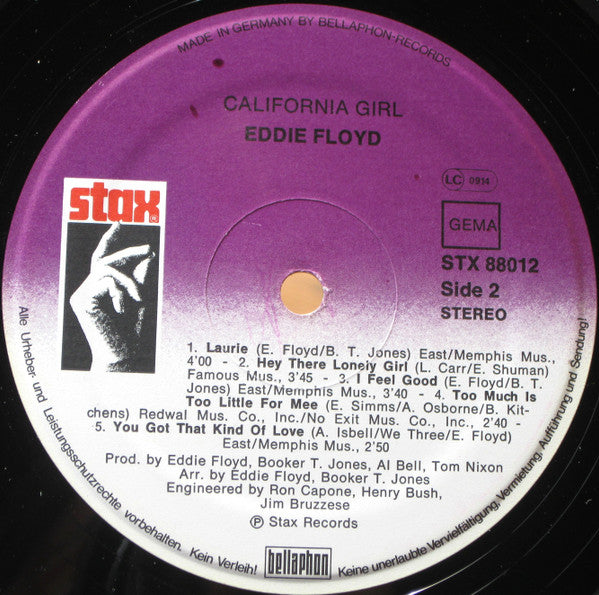 MADE IN GERMANY BY BELLAPHON-RECORDS
CALIFORNIA GIRL
EDDIE FLOYD
LC 0914
stax®
GEMA
STX 88012
Side 2
STEREO
1. Laurie (E. Floyd/B. T. Jones) East/Memphis Mus.,
4'00 - 2. Hey There Lonely Girl (L. Carr/E. Shuman)
Famous Mus., 3'45 - 3. I Feel Good (E. Floyd/B. T.
Jones) East/Memphis Mus., 3'40 - 4. Too Much Is
Too Little For Mee (E. Simms/A. Osborne/B. Kit-
chens) Redwal Mus. Co., Inc./No Exit Mus. Co., Inc., 2'40 -
5. You Got That Kind Of Love (A. Isbell/We Three/E. Floyd)
East/Memphis Mus., 2'50
Prod. by Eddie Floyd, Booker T. Jones, Al Bell, Tom Nixon
Arr. by Eddie Floyd, Booker T. Jones
Engineered by Ron Capone, Henry Bush,
Jim Bruzzese
Ⓟ Stax Records
bellaphon
Alle Urheber- und Leistungsschutzrechte vorbehalten. Kein Verleih! Keine unerlaubte Vervielfältigung, Vermietung, Aufführung und Sendung!